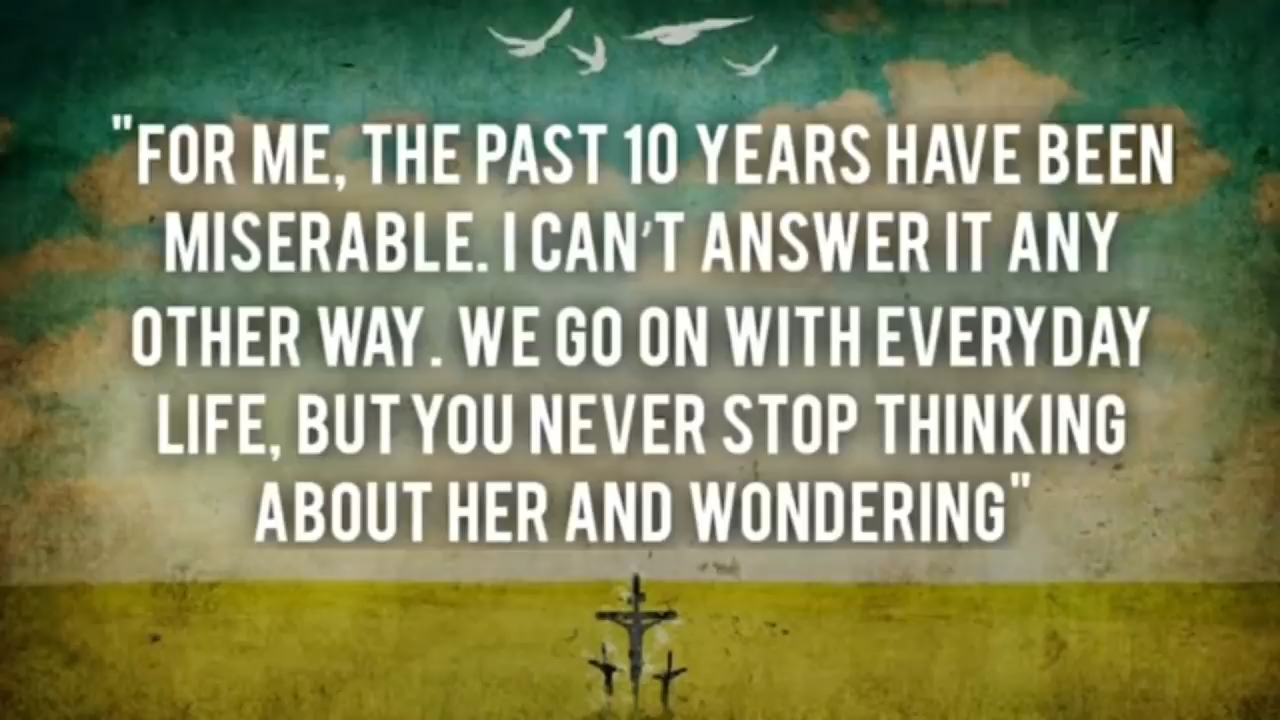 "FOR ME, THE PAST 10 YEARS HAVE BEEN
MISERABLE. I CAN'T ANSWER IT ANY
OTHER WAY. WE GO ON WITH EVERYDAY
LIFE, BUT YOU NEVER STOP THINKING
ABOUT HER AND WONDERING"